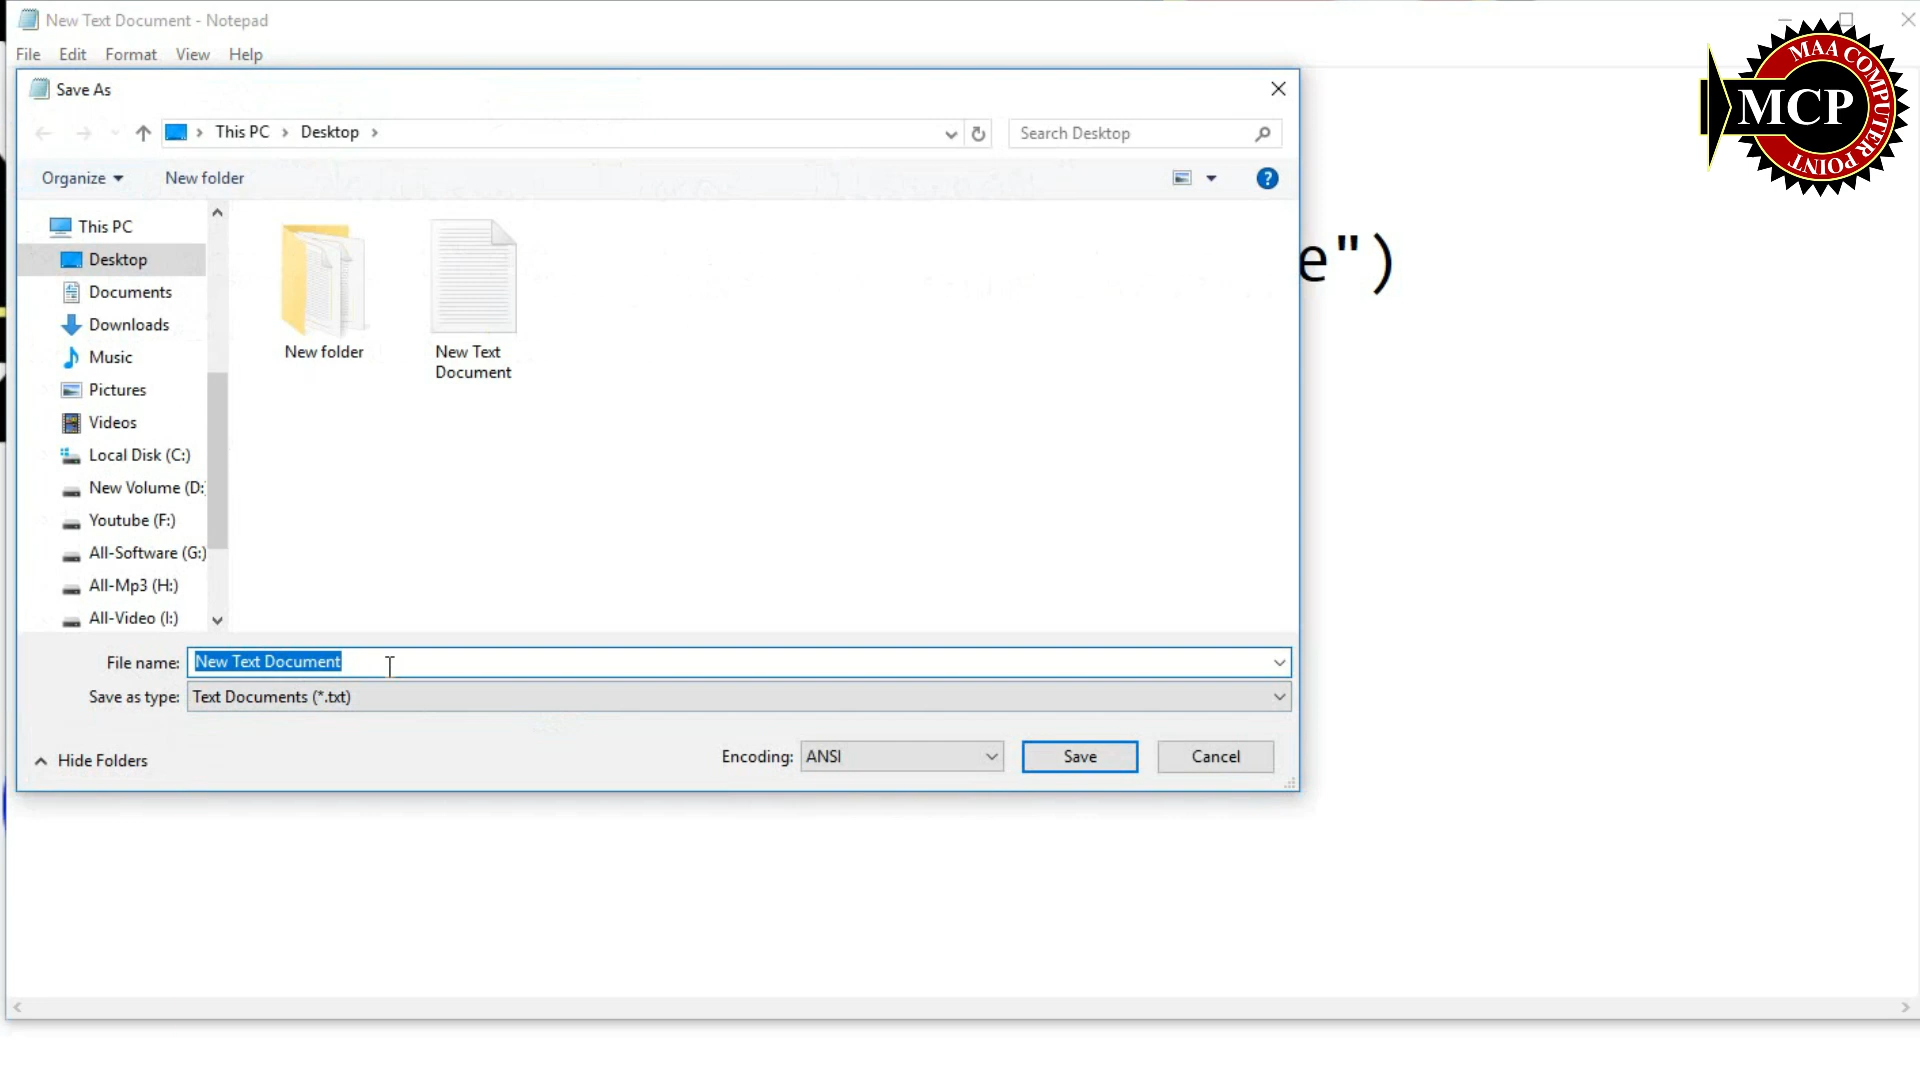 New Text Document - Notepad
File Edit Format View Help
MAA COMPUTER POINT
MCP
Save As
This PC Desktop
Search Desktop
Organize New folder
e")
This PC
Desktop
Documents
Downloads
Music
Pictures
Videos
Local Disk (C:)
New Volume (D:
Youtube (F:)
All-Software (G:)
All-Mp3 (H:)
All-Video (I:)
New folder
New Text
Document
File name: New Text Document
Save as type: Text Documents (*.txt)
Hide Folders
Encoding: ANSI
Save
Cancel